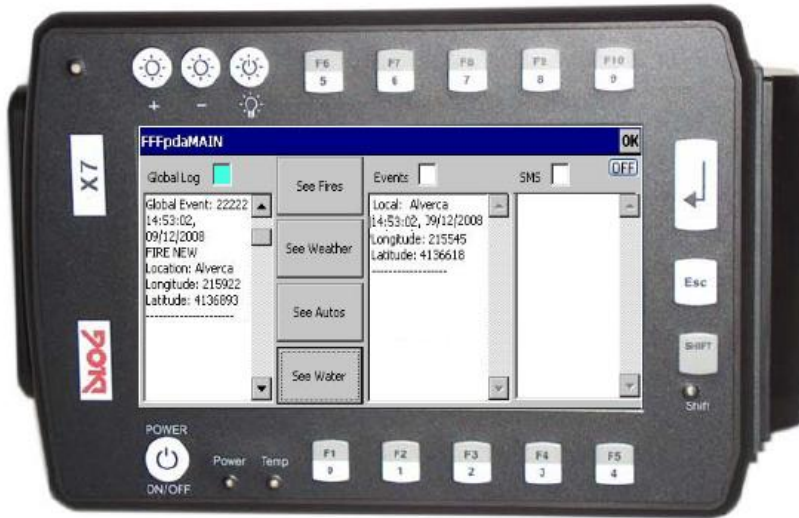 F6
5
F7
6
F8
7
F9
8
F10
9
+
-
FFFpdaMAIN
OK
X7
Global Log
See Fires
Events
SMS
OFF
Global Event: 22222
14:53:02,
09/12/2008
FIRE NEW
Location: Alverca
Longitude: 215922
Latitude: 4136893
--------------------
See Weather
See Autos
See Water
Local: Alverca
14:53:02, 09/12/2008
Longitude: 215545
Latitude: 4136618
-----------------
Esc
SHIFT
Shift
POWER
ON/OFF
Power
Temp
F1
0
F2
1
F3
2
F4
3
F5
4